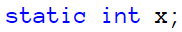 static int x;